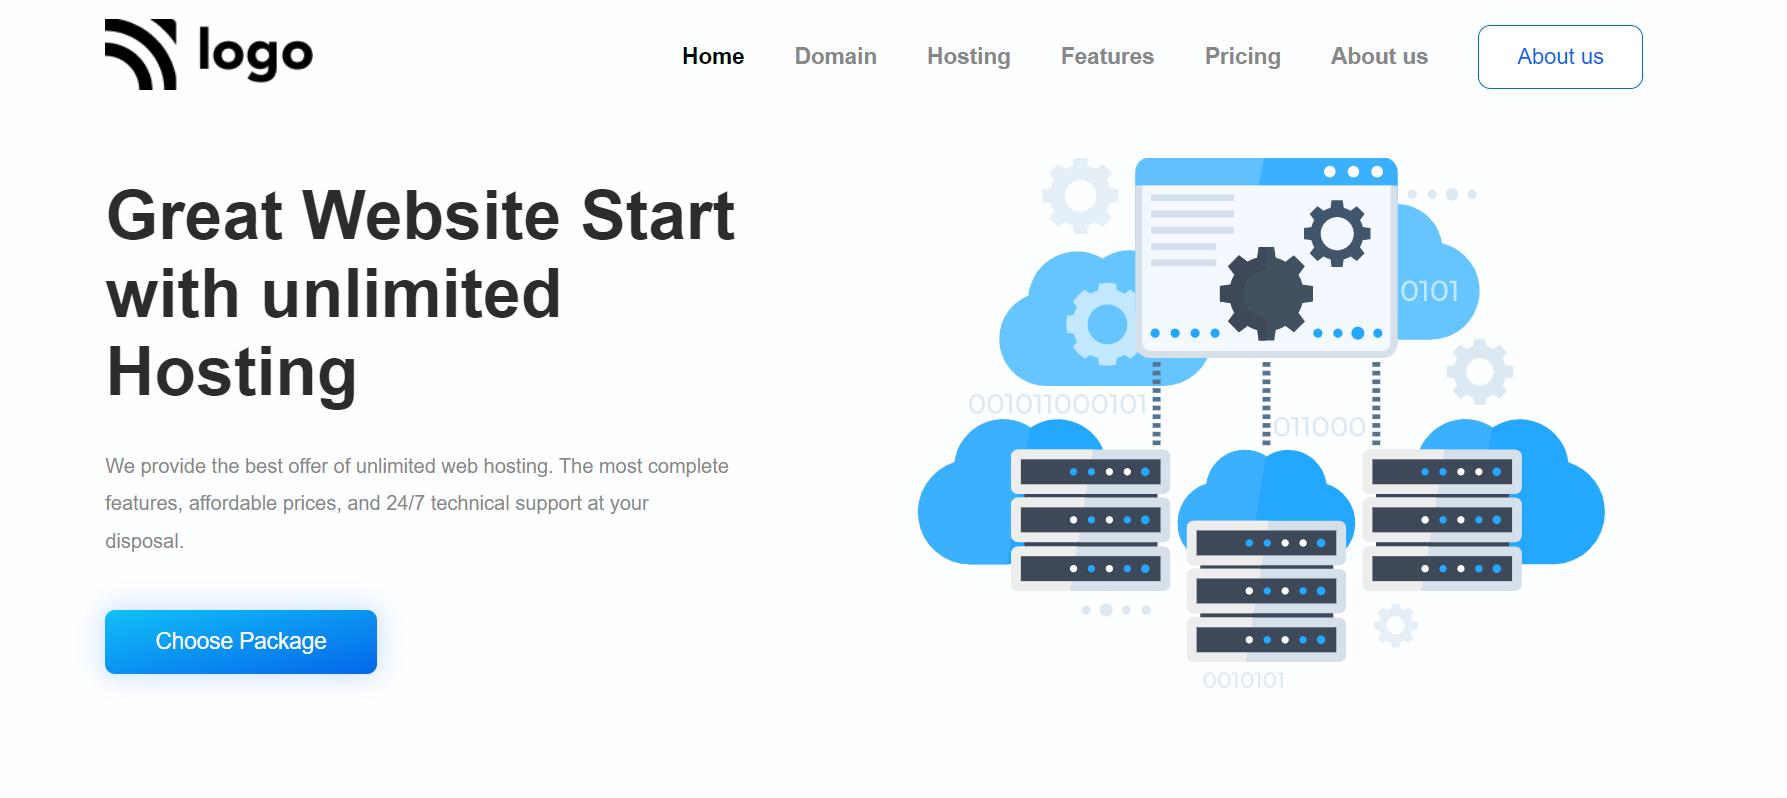 logo
Home Domain Hosting Features Pricing About us About us
Great Website Start
with unlimited
Hosting
We provide the best offer of unlimited web hosting. The most complete
features, affordable prices, and 24/7 technical support at your
disposal.
Choose Package
0101
001011000101
011000
0010101